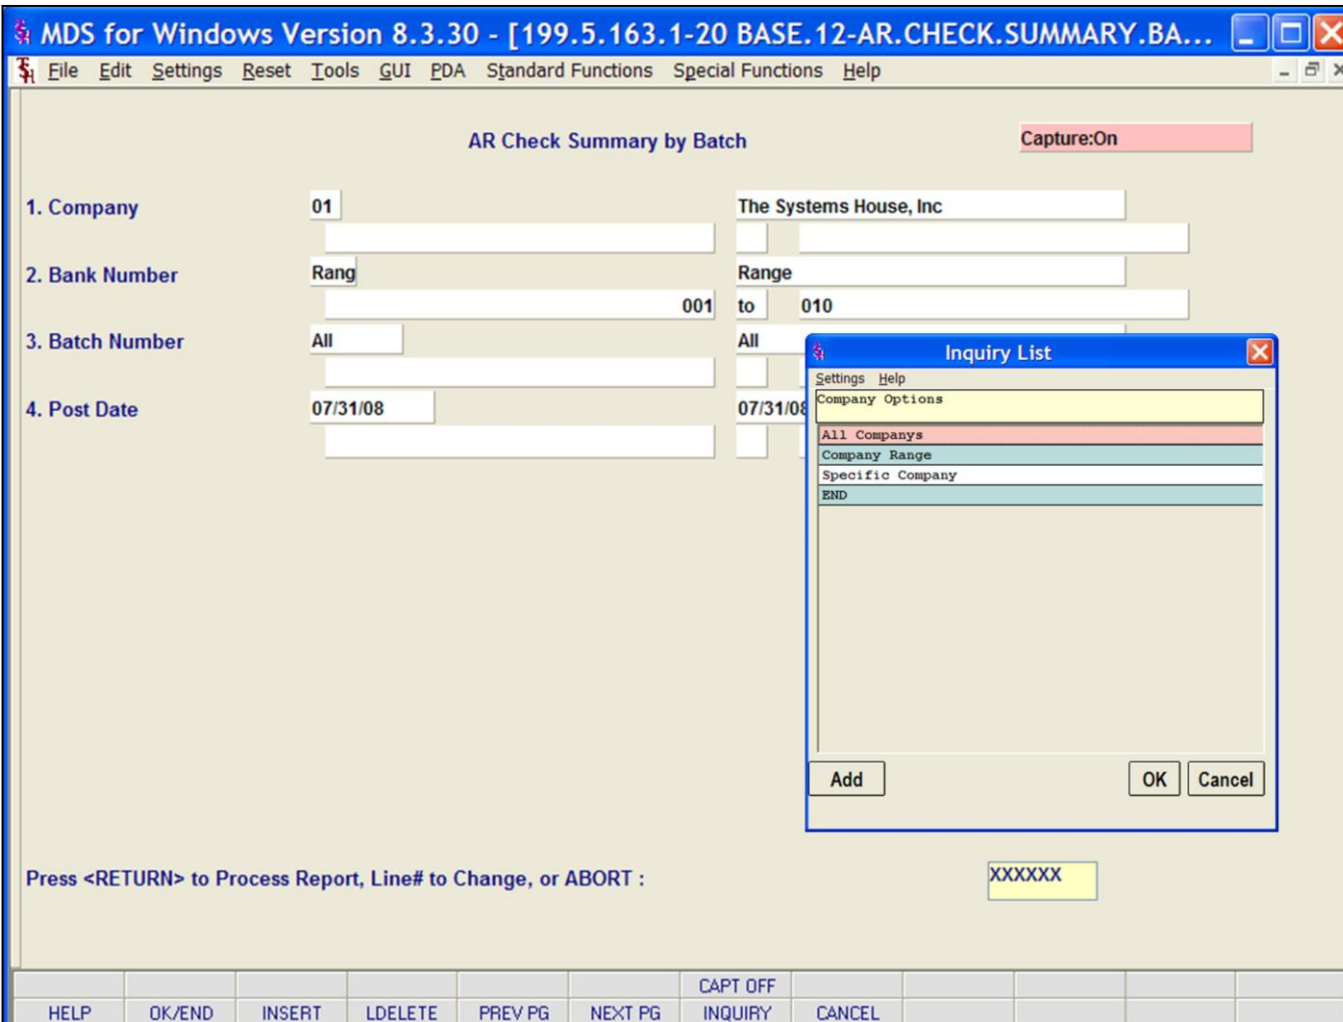 MDS for Windows Version 8.3.30 - [199.5.163.1-20 BASE.12-AR.CHECK.SUMMARY.BA...
File Edit Settings Reset Tools GUI PDA Standard Functions Special Functions Help
AR Check Summary by Batch
Capture:On
1. Company 01 The Systems House, Inc
2. Bank Number Rang Range
001 to 010
3. Batch Number All All
4. Post Date 07/31/08 07/31/08
Inquiry List
Settings Help
Company Options
All Companys
Company Range
Specific Company
END
Add OK Cancel
Press <RETURN> to Process Report, Line# to Change, or ABORT : XXXXXX
CAPT OFF
HELP OK/END INSERT LDELETE PREV PG NEXT PG INQUIRY CANCEL